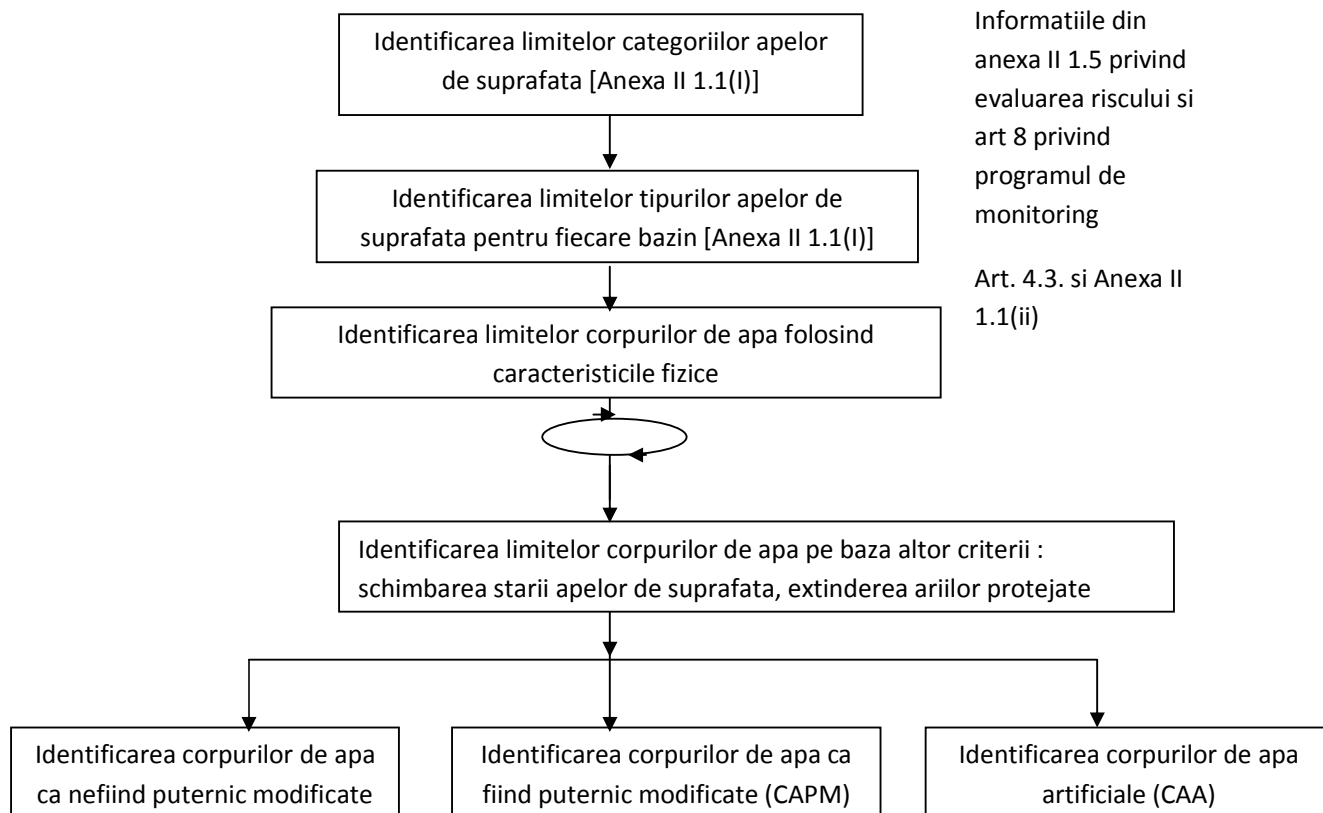 Identificarea limitelor categoriilor apelor
de suprafata [Anexa II 1.1(I)]
Informatiile din
anexa II 1.5 privind
evaluarea riscului si
art 8 privind
programul de
monitoring
Art. 4.3. si Anexa II
1.1(ii)
Identificarea limitelor tipurilor apelor de
suprafata pentru fiecare bazin [Anexa II 1.1(I)]
Identificarea limitelor corpurilor de apa folosind
caracteristicile fizice
Identificarea limitelor corpurilor de apa pe baza altor criterii :
schimbarea starii apelor de suprafata, extinderea ariilor protejate
Identificarea corpurilor de apa
ca nefiind puternic modificate
Identificarea corpurilor de apa ca
fiind puternic modificate (CAPM)
Identificarea corpurilor de apa
artificiale (CAA)